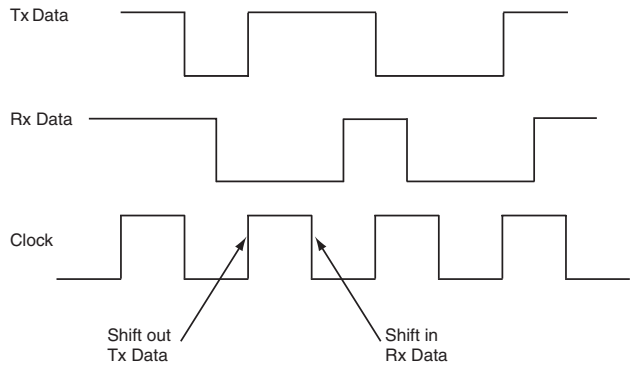 Tx Data
Rx Data
Clock
Shift out
Tx Data
Shift in
Rx Data